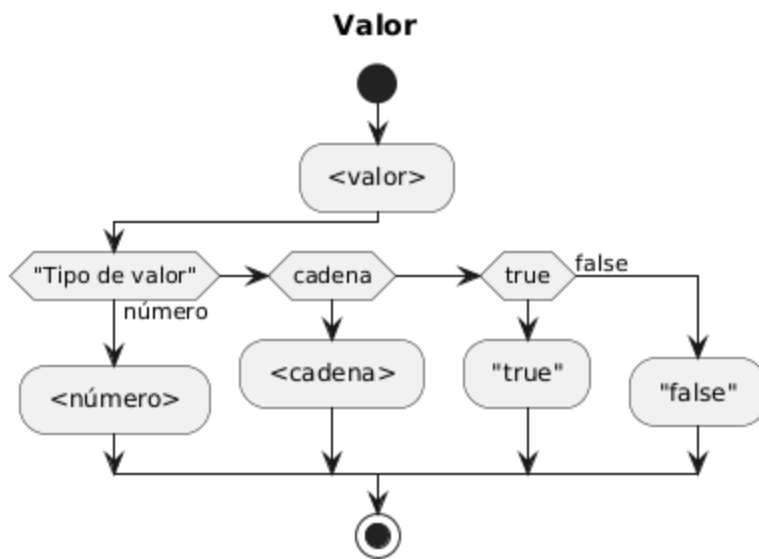 Valor
<valor>
"Tipo de valor"
cadena
true
false
número
<número>
<cadena>
"true"
"false"